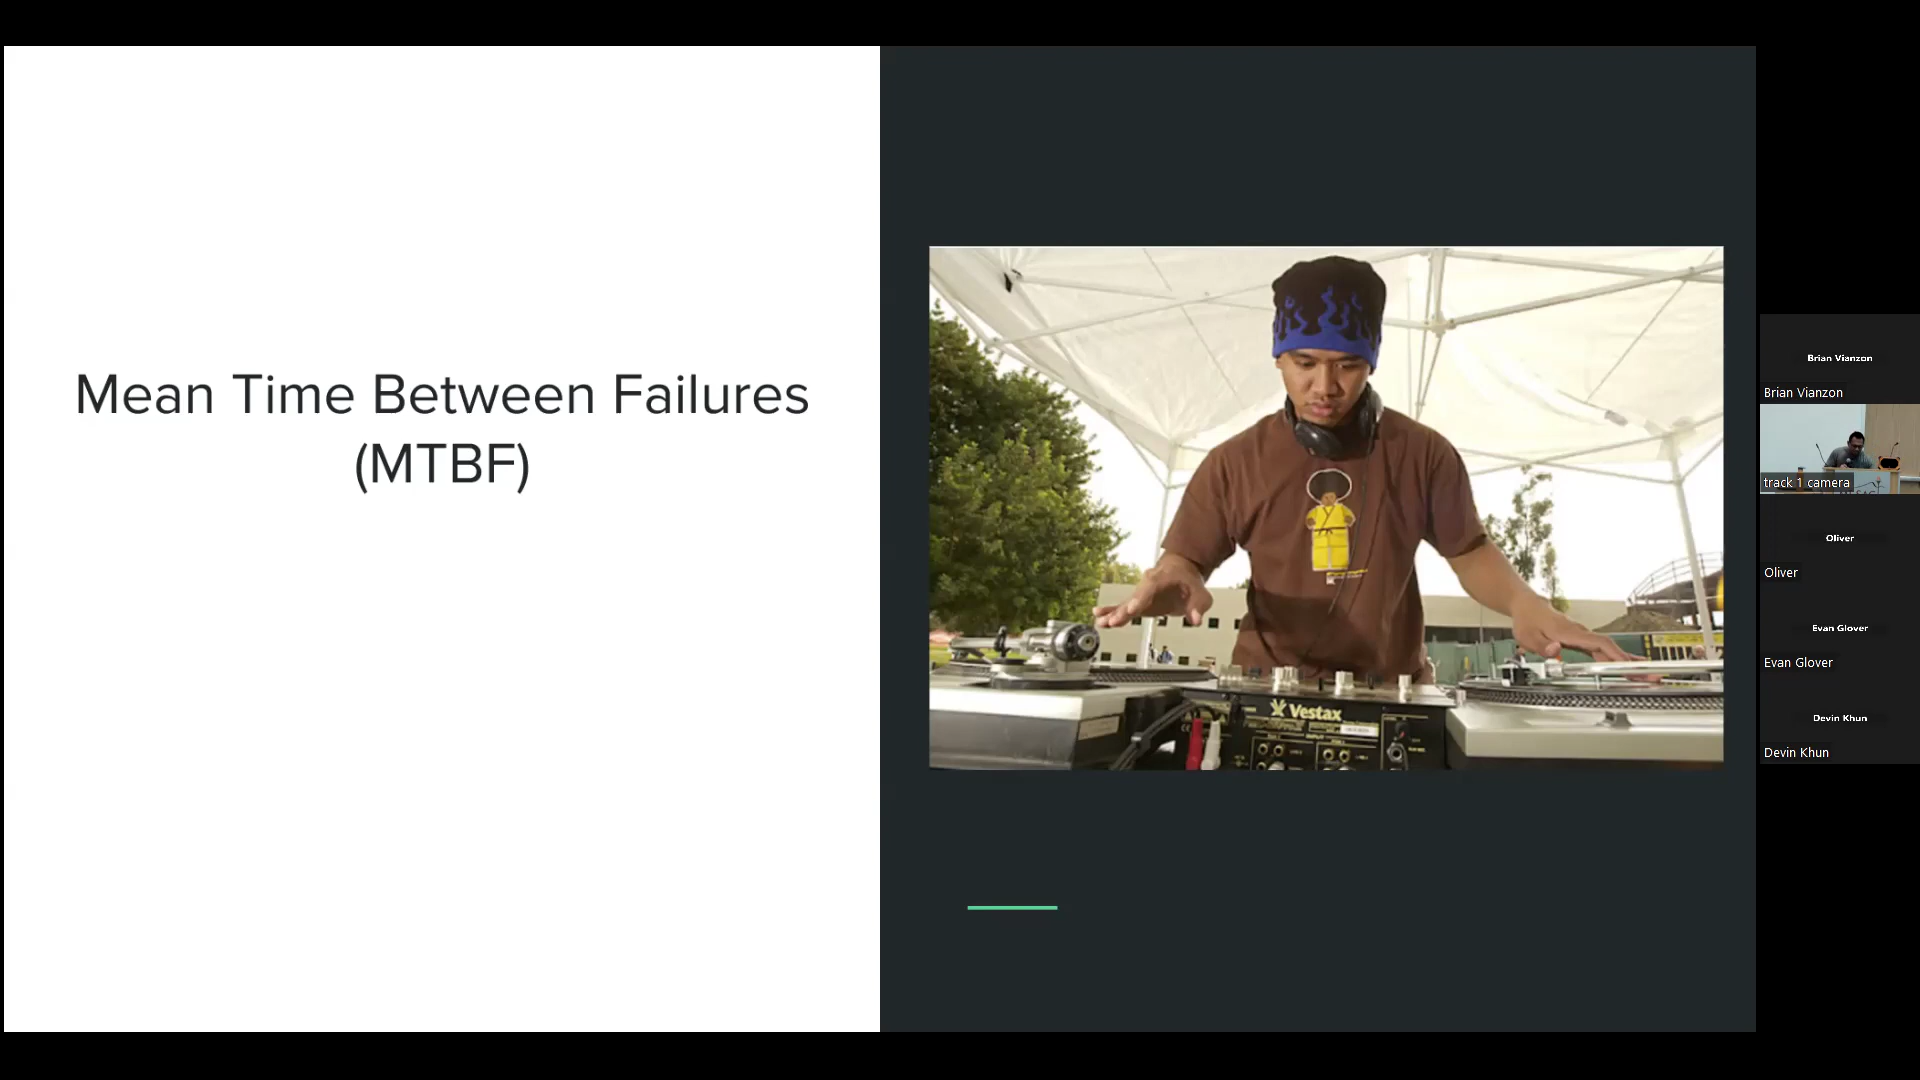 Mean Time Between Failures
(MTBF)
Vestax
Brian Vianzon
Brian Vianzon
track 1 camera
Oliver
Oliver
Evan Glover
Evan Glover
Devin Khun
Devin Khun